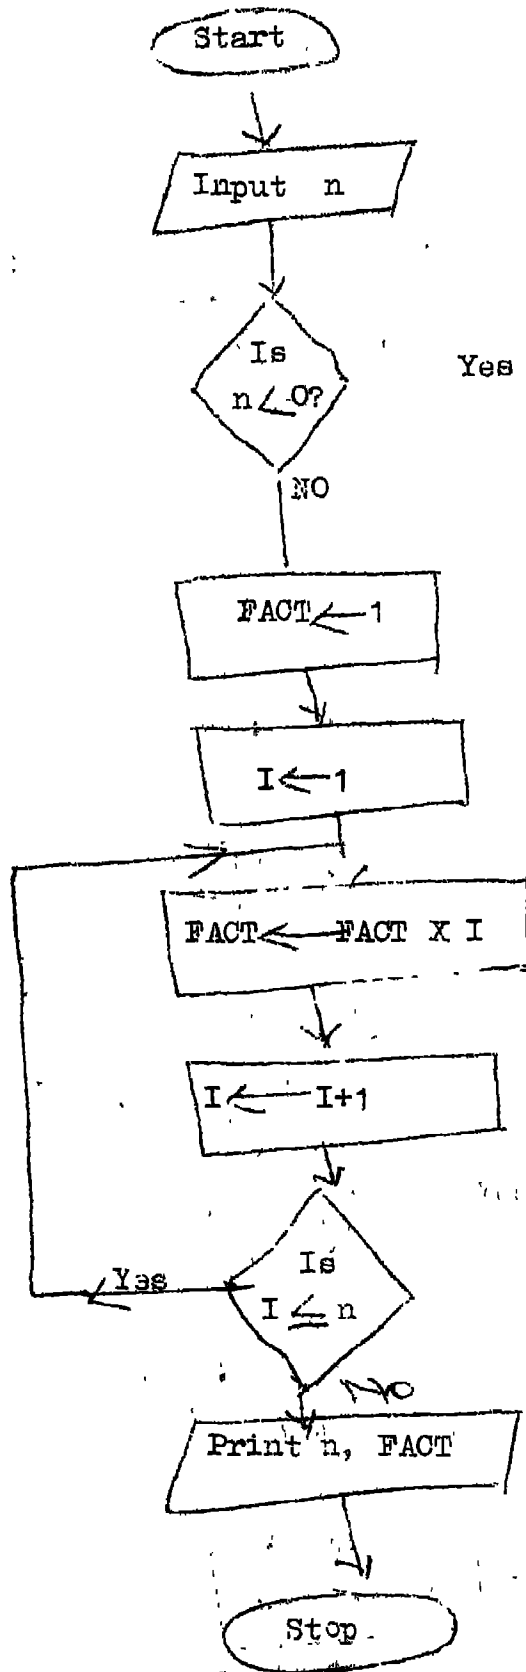 Start
Input n
Is
n < 0?
Yes
NO
FACT ← 1
I ← 1
FACT ← FACT X I
I ← I+1
Is
I ≤ n
Yes
No
Print n, FACT
Stop